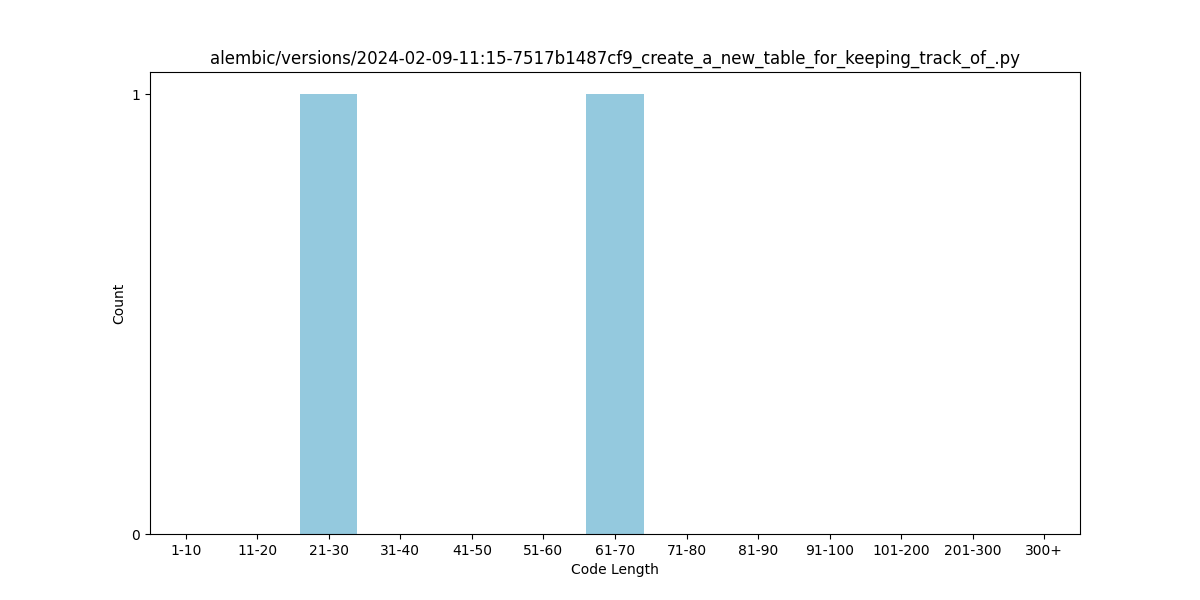 alembic/versions/2024-02-09-11:15-7517b1487cf9_create_a_new_table_for_keeping_track_of_.py
1
Count
0
1-10 11-20 21-30 31-40 41-50 51-60 61-70 71-80 81-90 91-100 101-200 201-300 300+
Code Length